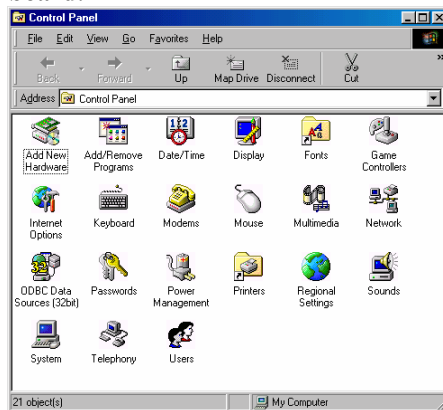 Control Panel
File Edit View Go Favorites Help
Back Forward Up Map Drive Disconnect Cut »
Address Control Panel
Add New Hardware
Add/Remove Programs
Date/Time
Display
Fonts
Game Controllers
Internet Options
Keyboard
Modems
Mouse
Multimedia
Network
ODBC Data Sources (32bit)
Passwords
Power Management
Printers
Regional Settings
Sounds
System
Telephony
Users
21 object(s) My Computer